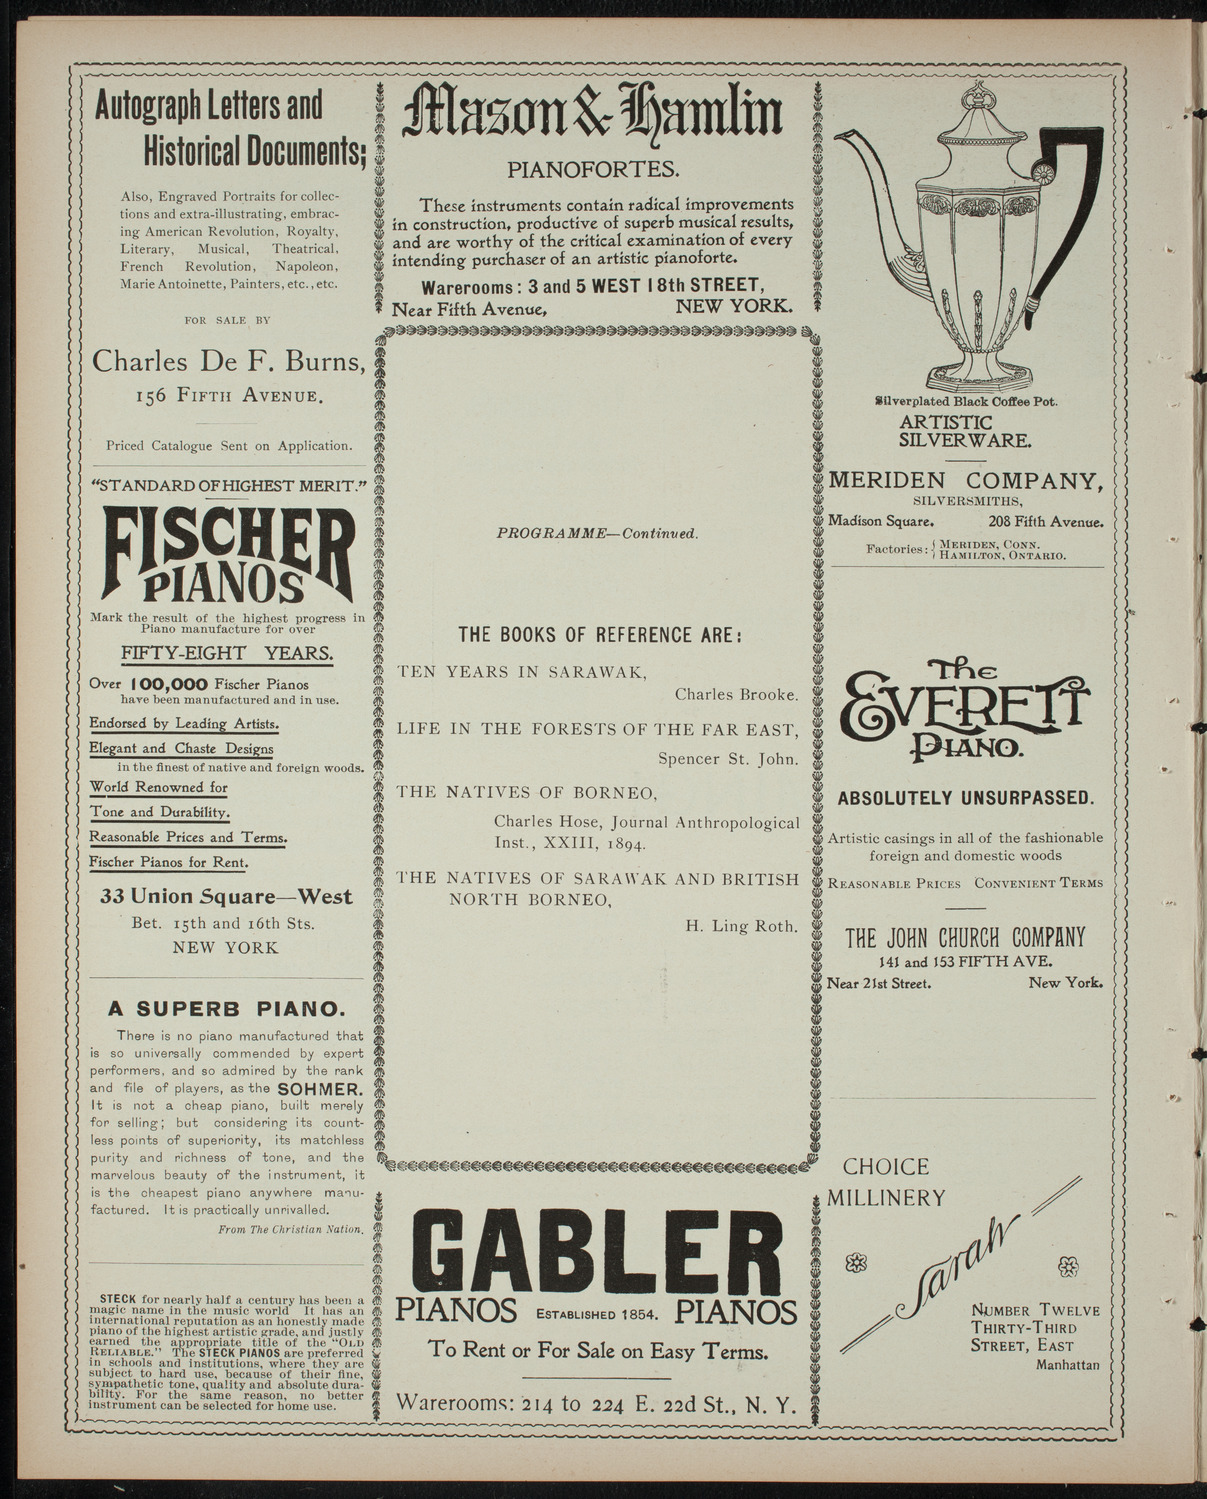 Autograph Letters and
Historical Documents;
Also, Engraved Portraits for collec-
tions and extra-illustrating, embrac-
ing American Revolution, Royalty,
Literary, Musical, Theatrical,
French Revolution, Napoleon,
Marie Antoinette, Painters, etc., etc.
FOR SALE BY
Charles De F. Burns,
156 FIFTH AVENUE.
Priced Catalogue Sent on Application.
"STANDARD OF HIGHEST MERIT."
FISCHER
PIANOS
Mark the result of the highest progress in
Piano manufacture for over
FIFTY-EIGHT YEARS.
Over 100,000 Fischer Pianos
have been manufactured and in use.
Endorsed by Leading Artists.
Elegant and Chaste Designs
in the finest of native and foreign woods.
World Renowned for
Tone and Durability.
Reasonable Prices and Terms.
Fischer Pianos for Rent.
33 Union Square—West
Bet. 15th and 16th Sts.
NEW YORK
A SUPERB PIANO.
There is no piano manufactured that
is so universally commended by expert
performers, and so admired by the rank
and file of players, as the SOHMER.
It is not a cheap piano, built merely
for selling; but considering its count-
less points of superiority, its matchless
purity and richness of tone, and the
marvelous beauty of the instrument, it
is the cheapest piano anywhere manu-
factured. It is practically unrivalled.
From The Christian Nation.
STECK for nearly half a century has been a
magic name in the music world It has an
international reputation as an honestly made
piano of the highest artistic grade, and justly
earned the appropriate title of the "OLD
RELIABLE." The STECK PIANOS are preferred
in schools and institutions, where they are
subject to hard use, because of their fine,
sympathetic tone, quality and absolute dura-
bility. For the same reason, no better
instrument can be selected for home use.
Mason & Hamlin
PIANOFORTES.
These instruments contain radical improvements
in construction, productive of superb musical results,
and are worthy of the critical examination of every
intending purchaser of an artistic pianoforte.
Warerooms: 3 and 5 WEST 18th STREET,
Near Fifth Avenue, NEW YORK.
PROGRAMME—Continued.
THE BOOKS OF REFERENCE ARE:
TEN YEARS IN SARAWAK,
Charles Brooke.
LIFE IN THE FORESTS OF THE FAR EAST,
Spencer St. John.
THE NATIVES OF BORNEO,
Charles Hose, Journal Anthropological
Inst., XXIII, 1894.
THE NATIVES OF SARAWAK AND BRITISH
NORTH BORNEO,
H. Ling Roth.
GABLER
PIANOS ESTABLISHED 1854. PIANOS
To Rent or For Sale on Easy Terms.
Warerooms: 214 to 224 E. 22d St., N. Y.
Silverplated Black Coffee Pot.
ARTISTIC
SILVERWARE.
MERIDEN COMPANY,
SILVERSMITHS,
Madison Square. 208 Fifth Avenue.
Factories: { MERIDEN, CONN.
HAMILTON, ONTARIO.
The
EVERETT
PIANO.
ABSOLUTELY UNSURPASSED.
Artistic casings in all of the fashionable
foreign and domestic woods
REASONABLE PRICES CONVENIENT TERMS
THE JOHN CHURCH COMPANY
141 and 153 FIFTH AVE.
Near 21st Street. New York.
CHOICE
MILLINERY
Sarah
NUMBER TWELVE
THIRTY-THIRD
STREET, EAST
Manhattan